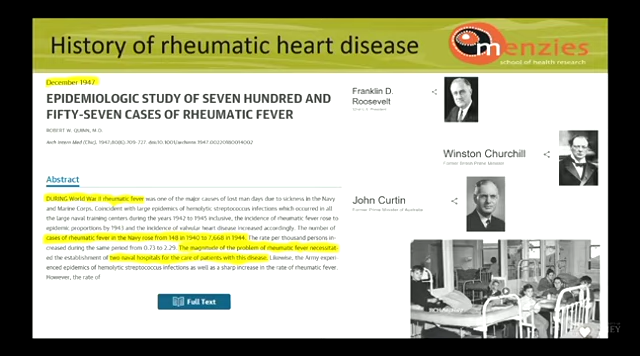 History of rheumatic heart disease
menzies
school of health research
December 1947
EPIDEMIOLOGIC STUDY OF SEVEN HUNDRED AND
FIFTY-SEVEN CASES OF RHEUMATIC FEVER
ROBERT W. QUINN, M.D.
Abstract
DURING World War II rheumatic fever was one of the major causes of lost man days due to sickness in the Navy
and Marine Corps. Coincident with large epidemics of hemolytic streptococcus infections which occurred in all
the large naval training centers during the years 1942 to 1945 inclusive, the incidence of rheumatic fever rose to
epidemic proportions by 1943 and the incidence of valvular heart disease increased accordingly. The number of
cases of rheumatic fever in the Navy rose from 148 in 1940 to 7,668 in 1944. The rate per thousand persons in-
creased during the same period from 0.73 to 2.29. The magnitude of the problem of rheumatic fever necessitat-
ed the establishment of two naval hospitals for the care of patients with this disease. Likewise, the Army experi-
enced epidemics of hemolytic streptococcus infections as well as a sharp increase in the rate of rheumatic fever.
However, the rate of
Full Text
Franklin D.
Roosevelt
Winston Churchill
Former British Prime Minister
John Curtin
Former Prime Minister of Australia